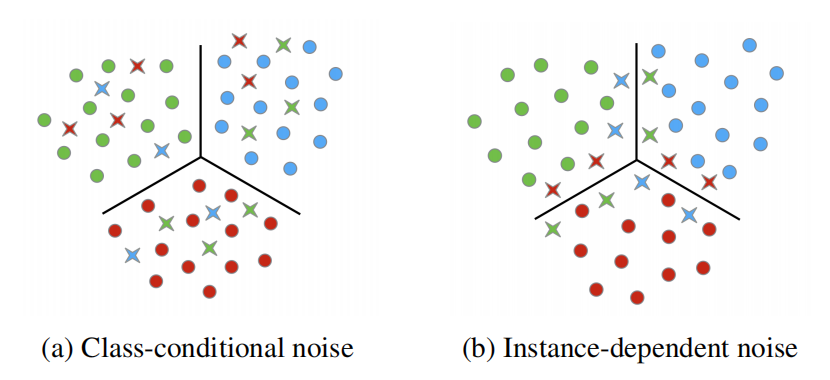 (a) Class-conditional noise
(b) Instance-dependent noise